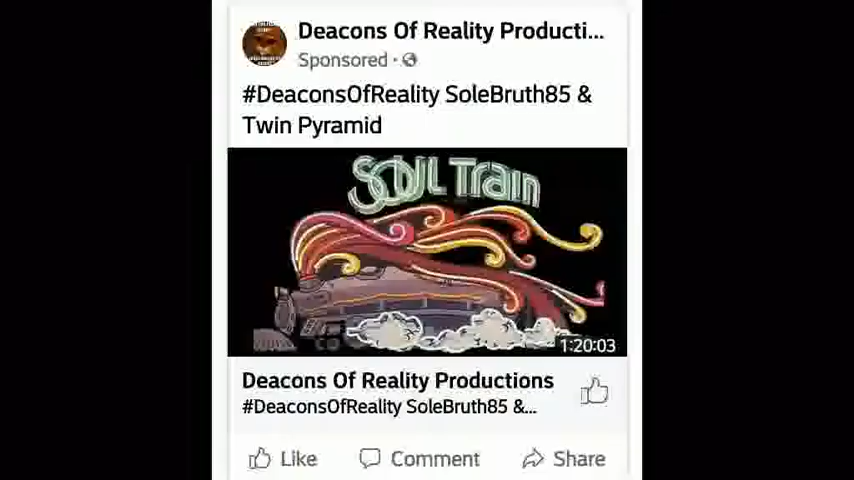 Deacons Of Reality Producti...
Sponsored ·
#DeaconsOfReality SoleBruth85 &
Twin Pyramid
SOUL Train
1:20:03
Deacons Of Reality Productions
#DeaconsOfReality SoleBruth85 &...
Like Comment Share